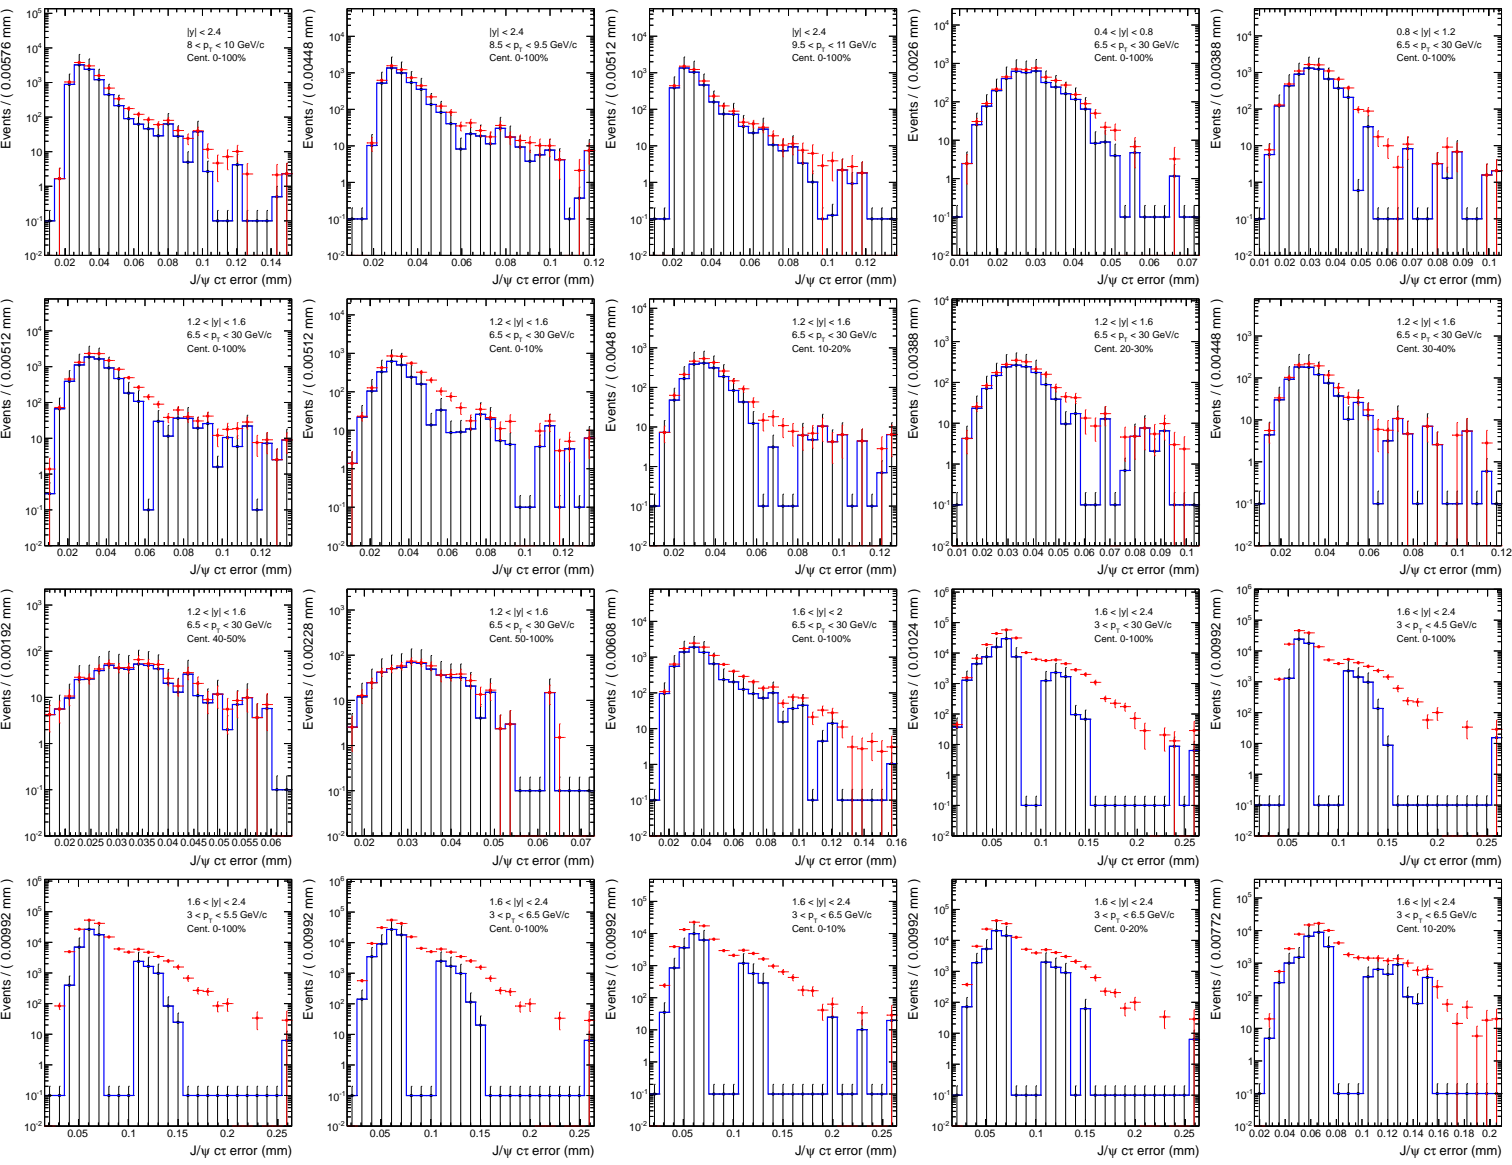 Events / ( 0.00576 mm )
|y| < 2.4
8 < p_T < 10 GeV/c
Cent. 0-100%
J/ψ cτ error (mm)
Events / ( 0.00448 mm )
|y| < 2.4
8.5 < p_T < 9.5 GeV/c
Cent. 0-100%
J/ψ cτ error (mm)
Events / ( 0.00512 mm )
|y| < 2.4
9.5 < p_T < 11 GeV/c
Cent. 0-100%
J/ψ cτ error (mm)
Events / ( 0.0026 mm )
0.4 < |y| < 0.8
6.5 < p_T < 30 GeV/c
Cent. 0-100%
J/ψ cτ error (mm)
Events / ( 0.00388 mm )
0.8 < |y| < 1.2
6.5 < p_T < 30 GeV/c
Cent. 0-100%
J/ψ cτ error (mm)
Events / ( 0.00512 mm )
1.2 < |y| < 1.6
6.5 < p_T < 30 GeV/c
Cent. 0-100%
J/ψ cτ error (mm)
Events / ( 0.00512 mm )
1.2 < |y| < 1.6
6.5 < p_T < 30 GeV/c
Cent. 0-10%
J/ψ cτ error (mm)
Events / ( 0.0048 mm )
1.2 < |y| < 1.6
6.5 < p_T < 30 GeV/c
Cent. 10-20%
J/ψ cτ error (mm)
Events / ( 0.00388 mm )
1.2 < |y| < 1.6
6.5 < p_T < 30 GeV/c
Cent. 20-30%
J/ψ cτ error (mm)
Events / ( 0.00448 mm )
1.2 < |y| < 1.6
6.5 < p_T < 30 GeV/c
Cent. 30-40%
J/ψ cτ error (mm)
Events / ( 0.00192 mm )
1.2 < |y| < 1.6
6.5 < p_T < 30 GeV/c
Cent. 40-50%
J/ψ cτ error (mm)
Events / ( 0.00228 mm )
1.2 < |y| < 1.6
6.5 < p_T < 30 GeV/c
Cent. 50-100%
J/ψ cτ error (mm)
Events / ( 0.00608 mm )
1.6 < |y| < 2
6.5 < p_T < 30 GeV/c
Cent. 0-100%
J/ψ cτ error (mm)
Events / ( 0.01024 mm )
1.6 < |y| < 2.4
3 < p_T < 30 GeV/c
Cent. 0-100%
J/ψ cτ error (mm)
Events / ( 0.00992 mm )
1.6 < |y| < 2.4
3 < p_T < 4.5 GeV/c
Cent. 0-100%
J/ψ cτ error (mm)
Events / ( 0.00992 mm )
1.6 < |y| < 2.4
3 < p_T < 5.5 GeV/c
Cent. 0-100%
J/ψ cτ error (mm)
Events / ( 0.00992 mm )
1.6 < |y| < 2.4
3 < p_T < 6.5 GeV/c
Cent. 0-100%
J/ψ cτ error (mm)
Events / ( 0.00992 mm )
1.6 < |y| < 2.4
3 < p_T < 6.5 GeV/c
Cent. 0-10%
J/ψ cτ error (mm)
Events / ( 0.00992 mm )
1.6 < |y| < 2.4
3 < p_T < 6.5 GeV/c
Cent. 0-20%
J/ψ cτ error (mm)
Events / ( 0.00772 mm )
1.6 < |y| < 2.4
3 < p_T < 6.5 GeV/c
Cent. 10-20%
J/ψ cτ error (mm)